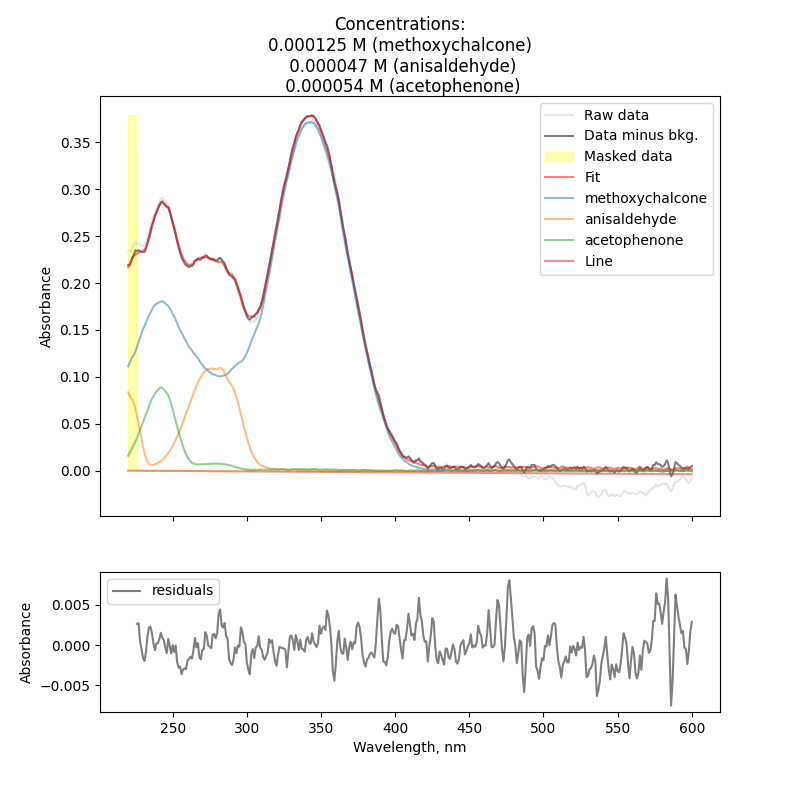 Concentrations:
0.000125 M (methoxychalcone)
0.000047 M (anisaldehyde)
0.000054 M (acetophenone)
Raw data
Data minus bkg.
Masked data
Fit
methoxychalcone
anisaldehyde
acetophenone
Line
Absorbance
0.35
0.30
0.25
0.20
0.15
0.10
0.05
0.00
residuals
Absorbance
0.005
0.000
−0.005
250 300 350 400 450 500 550 600
Wavelength, nm